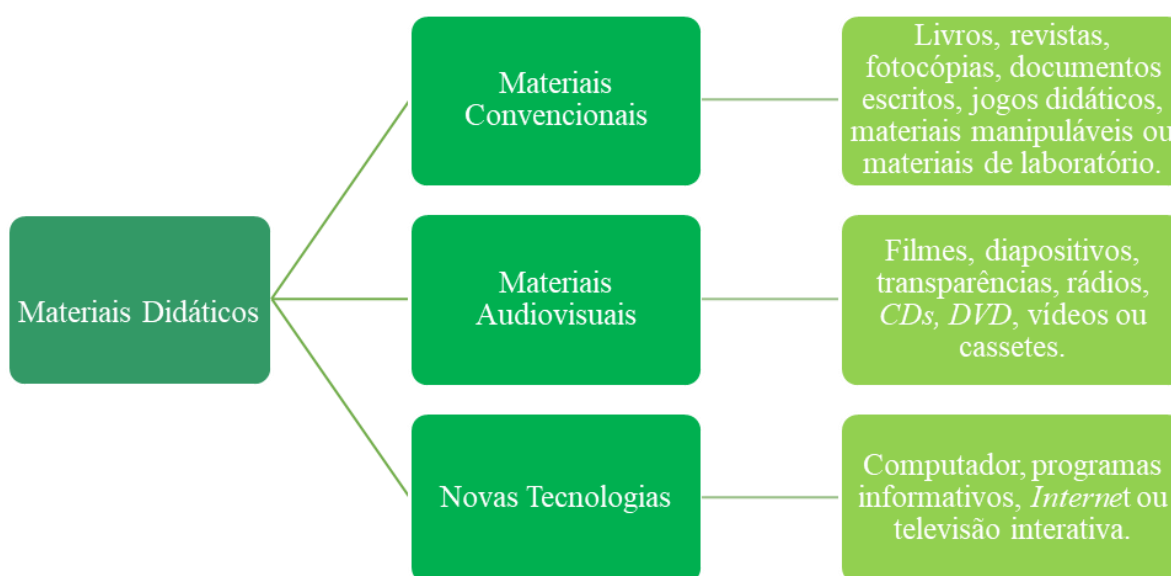 Materiais Didáticos
Materiais
Convencionais
Livros, revistas,
fotocópias, documentos
escritos, jogos didáticos,
materiais manipuláveis ou
materiais de laboratório.
Materiais
Audiovisuais
Filmes, diapositivos,
transparências, rádios,
CDs, DVD, vídeos ou
cassetes.
Novas Tecnologias
Computador, programas
informativos, Internet ou
televisão interativa.